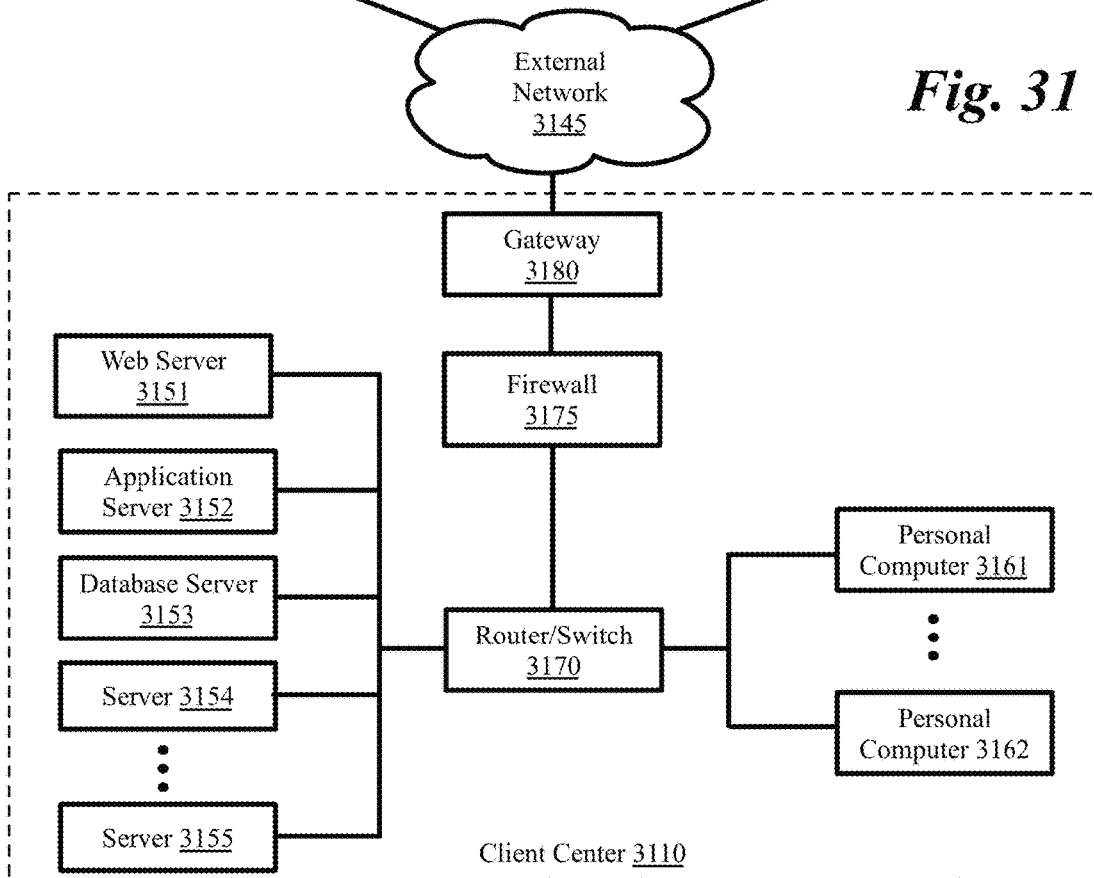 External
Network
3145
Fig. 31
Gateway
3180
Firewall
3175
Web Server
3151
Application
Server 3152
Database Server
3153
Server 3154
Server 3155
Router/Switch
3170
Personal
Computer 3161
Personal
Computer 3162
Client Center 3110